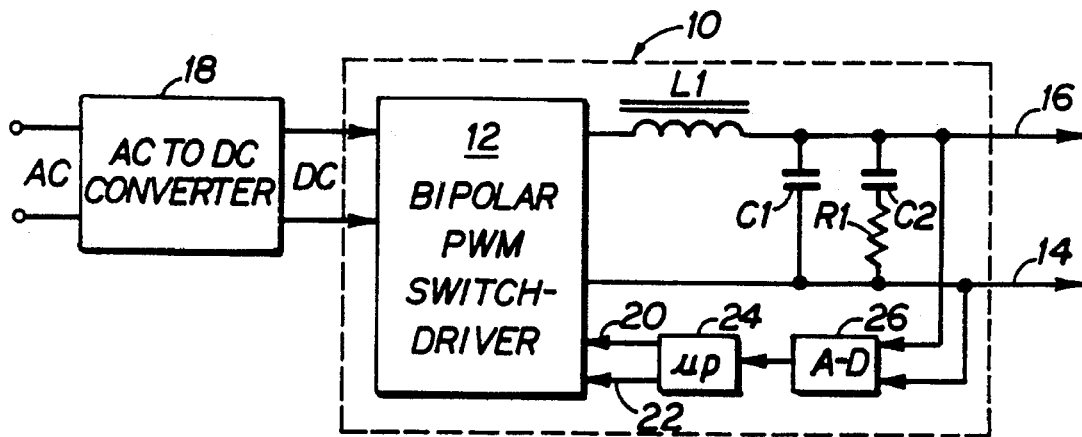 10
18
L1
16
12
AC TO DC
CONVERTER
AC
DC
BIPOLAR
PWM
SWITCH-
DRIVER
C1
R1
C2
14
20
24
26
μp
A-D
22